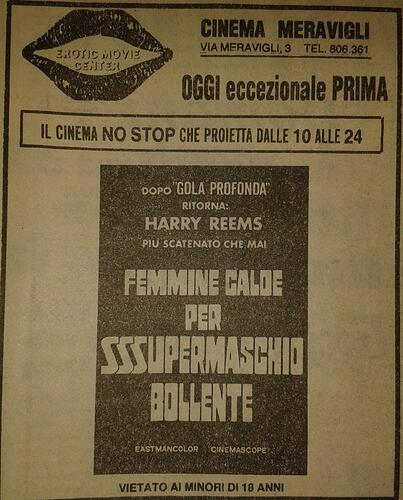 EROTIC MOVIE
CENTER
CINEMA MERAVIGLI
VIA MERAVIGLI, 3 TEL. 806.361
OGGI eccezionale PRIMA
IL CINEMA NO STOP CHE PROIETTA DALLE 10 ALLE 24
DOPO "GOLA PROFONDA"
RITORNA:
HARRY REEMS
PIU SCATENATO CHE MAI
FEMMINE CALDE
PER
SSSUPERMASCHIO
BOLLENTE
EASTMANCOLOR CINEMASCOPE
VIETATO AI MINORI DI 18 ANNI